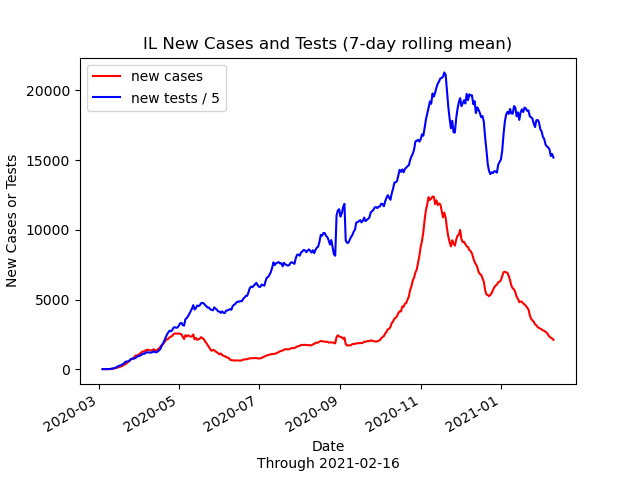 IL New Cases and Tests (7-day rolling mean)
new cases
new tests / 5
New Cases or Tests
20000
15000
10000
5000
0
2020-03
2020-05
2020-07
2020-09
2020-11
2021-01
Date
Through 2021-02-16